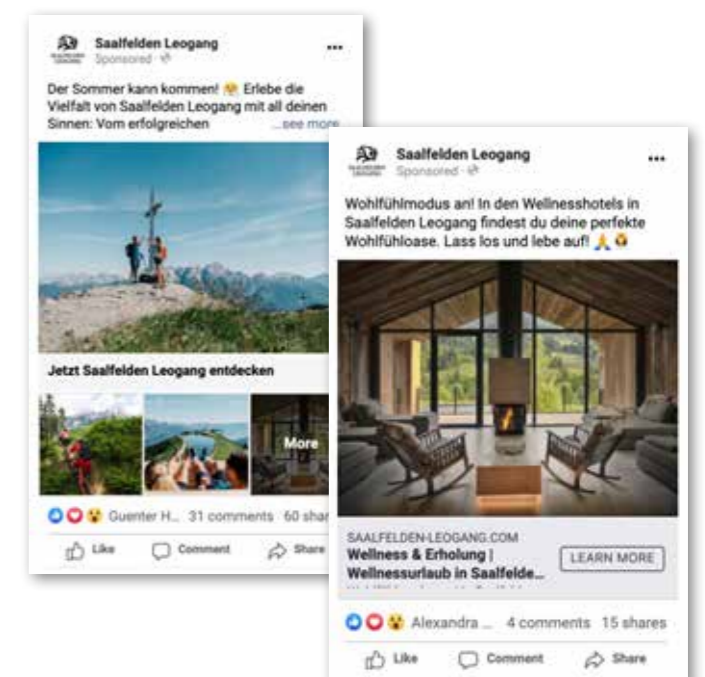 Saalfelden Leogang
Sponsored
Der Sommer kann kommen! Erlebe die
Vielfalt von Saalfelden Leogang mit all deinen
Sinnen: Vom erfolgreichen ...see more
Jetzt Saalfelden Leogang entdecken
More
Guenter H... 31 comments 60 shar
Like Comment Share
Saalfelden Leogang
Sponsored
Wohlfühlmodus an! In den Wellnesshotels in
Saalfelden Leogang findest du deine perfekte
Wohlfühloase. Lass los und lebe auf!
SAALFELDEN-LEOGANG.COM
Wellness & Erholung |
Wellnessurlaub in Saalfelde...
LEARN MORE
Alexandra ... 4 comments 15 shares
Like Comment Share